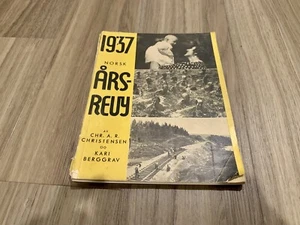 1937
NORSK
ÅRS-
REVY
AV
CHR. A. R.
CHRISTENSEN
OG
KARI
BERGGRAV